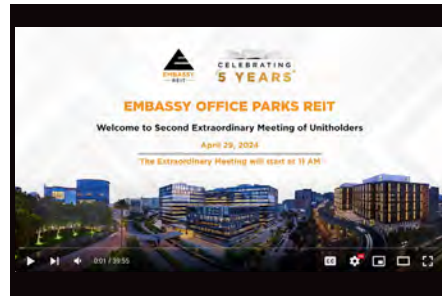 EMBASSY
REIT
CELEBRATING
5 YEARS
EMBASSY OFFICE PARKS REIT
Welcome to Second Extraordinary Meeting of Unitholders
April 29, 2024
The Extraordinary Meeting will start at 11 AM
0:01 / 39:55
CC